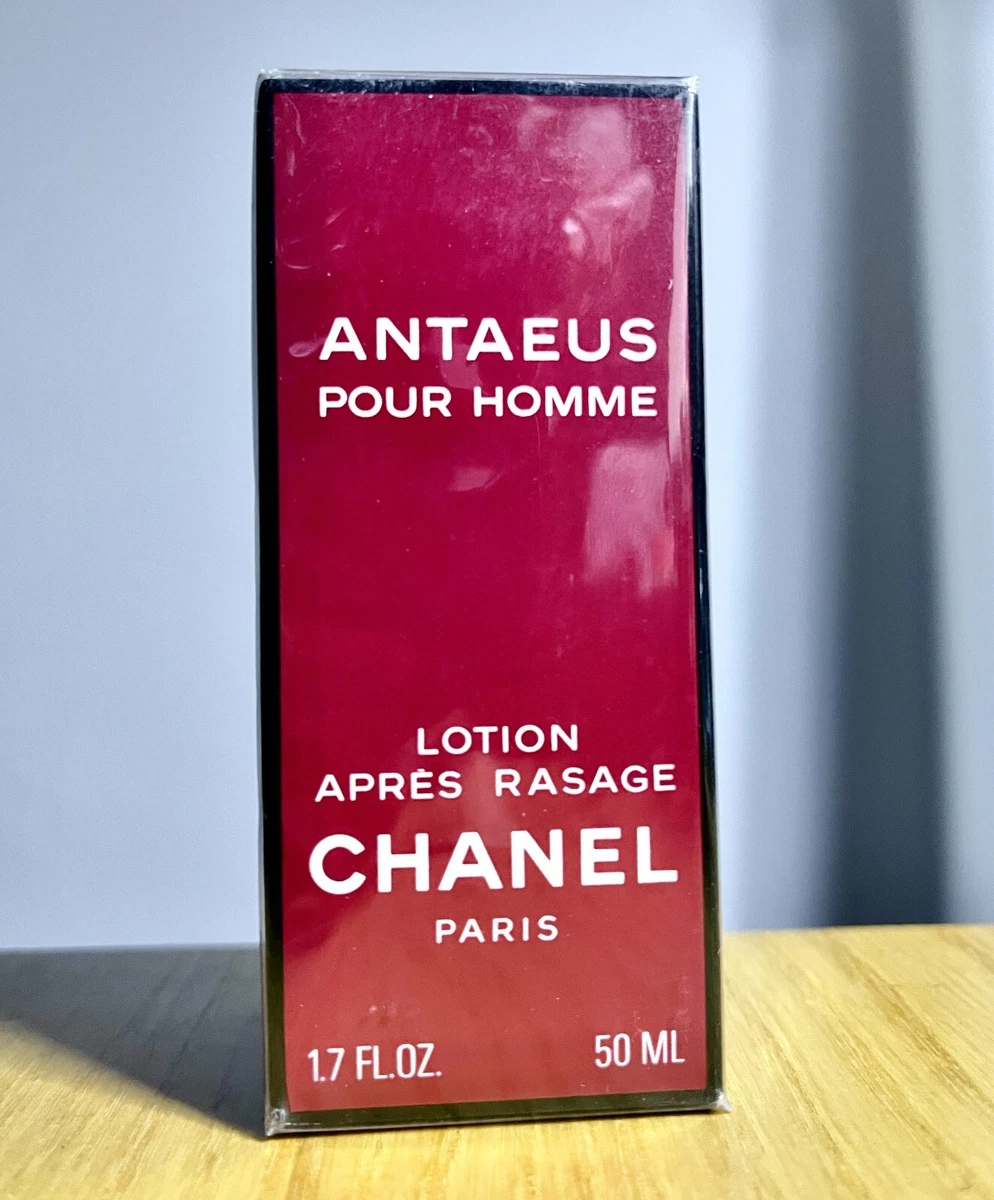 ANTAEUS
POUR HOMME
LOTION
APRÈS RASAGE
CHANEL
PARIS
1.7 FL.OZ. 50 ML